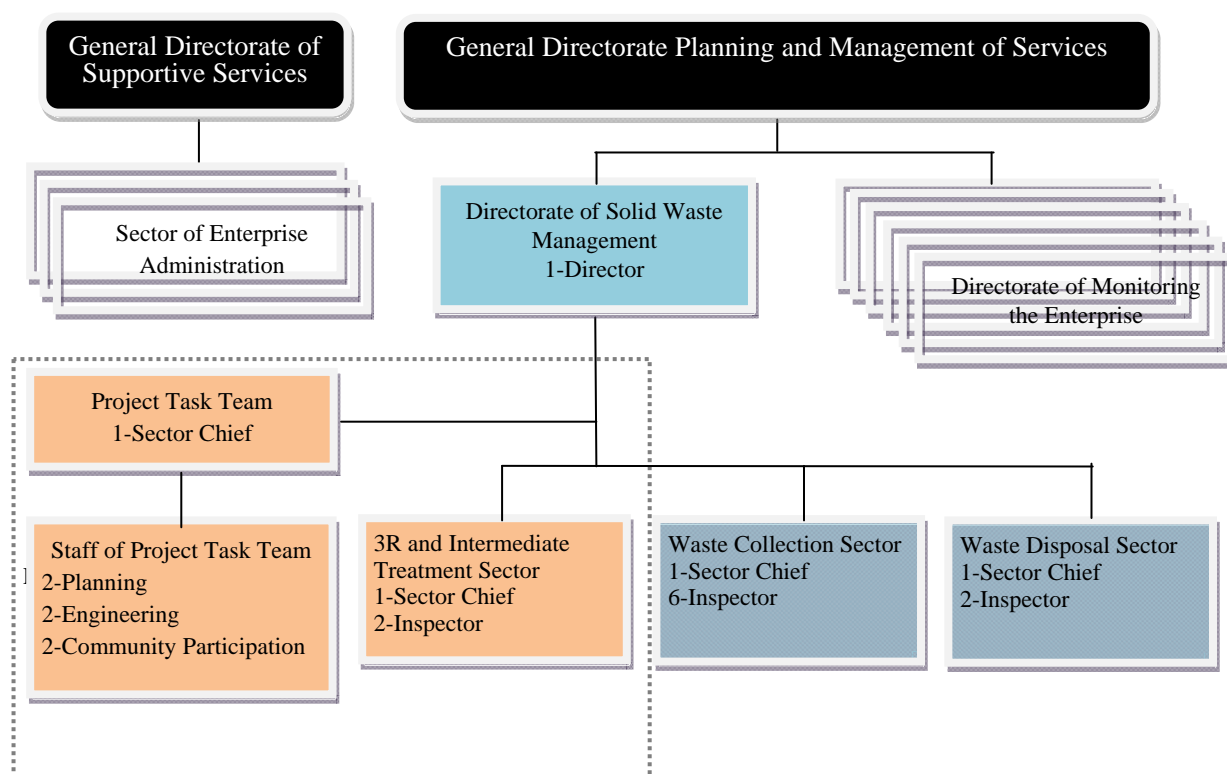 General Directorate of
Supportive Services
General Directorate Planning and Management of Services
Sector of Enterprise
Administration
Directorate of Solid Waste
Management
1-Director
Directorate of Monitoring
the Enterprise
Project Task Team
1-Sector Chief
Staff of Project Task Team
2-Planning
2-Engineering
2-Community Participation
3R and Intermediate
Treatment Sector
1-Sector Chief
2-Inspector
Waste Collection Sector
1-Sector Chief
6-Inspector
Waste Disposal Sector
1-Sector Chief
2-Inspector